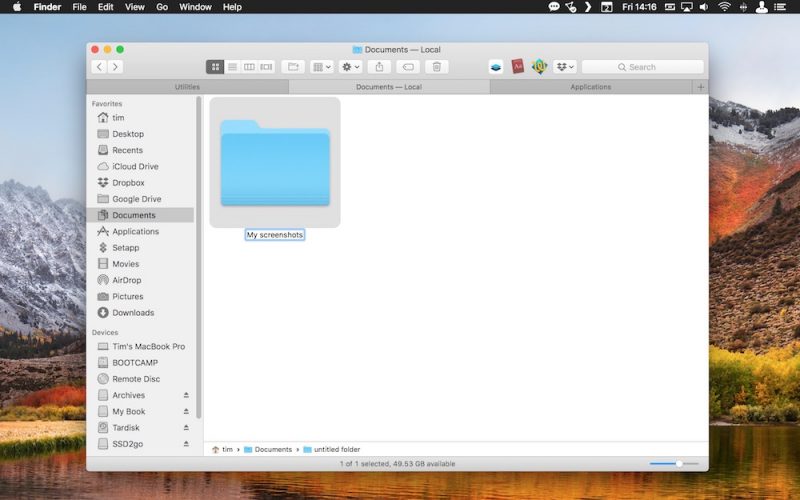 Finder File Edit View Go Window Help
2 Fri 14:16
Documents — Local
Search
Utilities
Documents — Local
Applications
+
Favorites
tim
Desktop
Recents
iCloud Drive
Dropbox
Google Drive
Documents
Applications
Setapp
Movies
AirDrop
Pictures
Downloads
Devices
Tim's MacBook Pro
BOOTCAMP
Remote Disc
Archives
My Book
Tardisk
SSD2go
My screenshots
tim › Documents › untitled folder
1 of 1 selected, 49.53 GB available